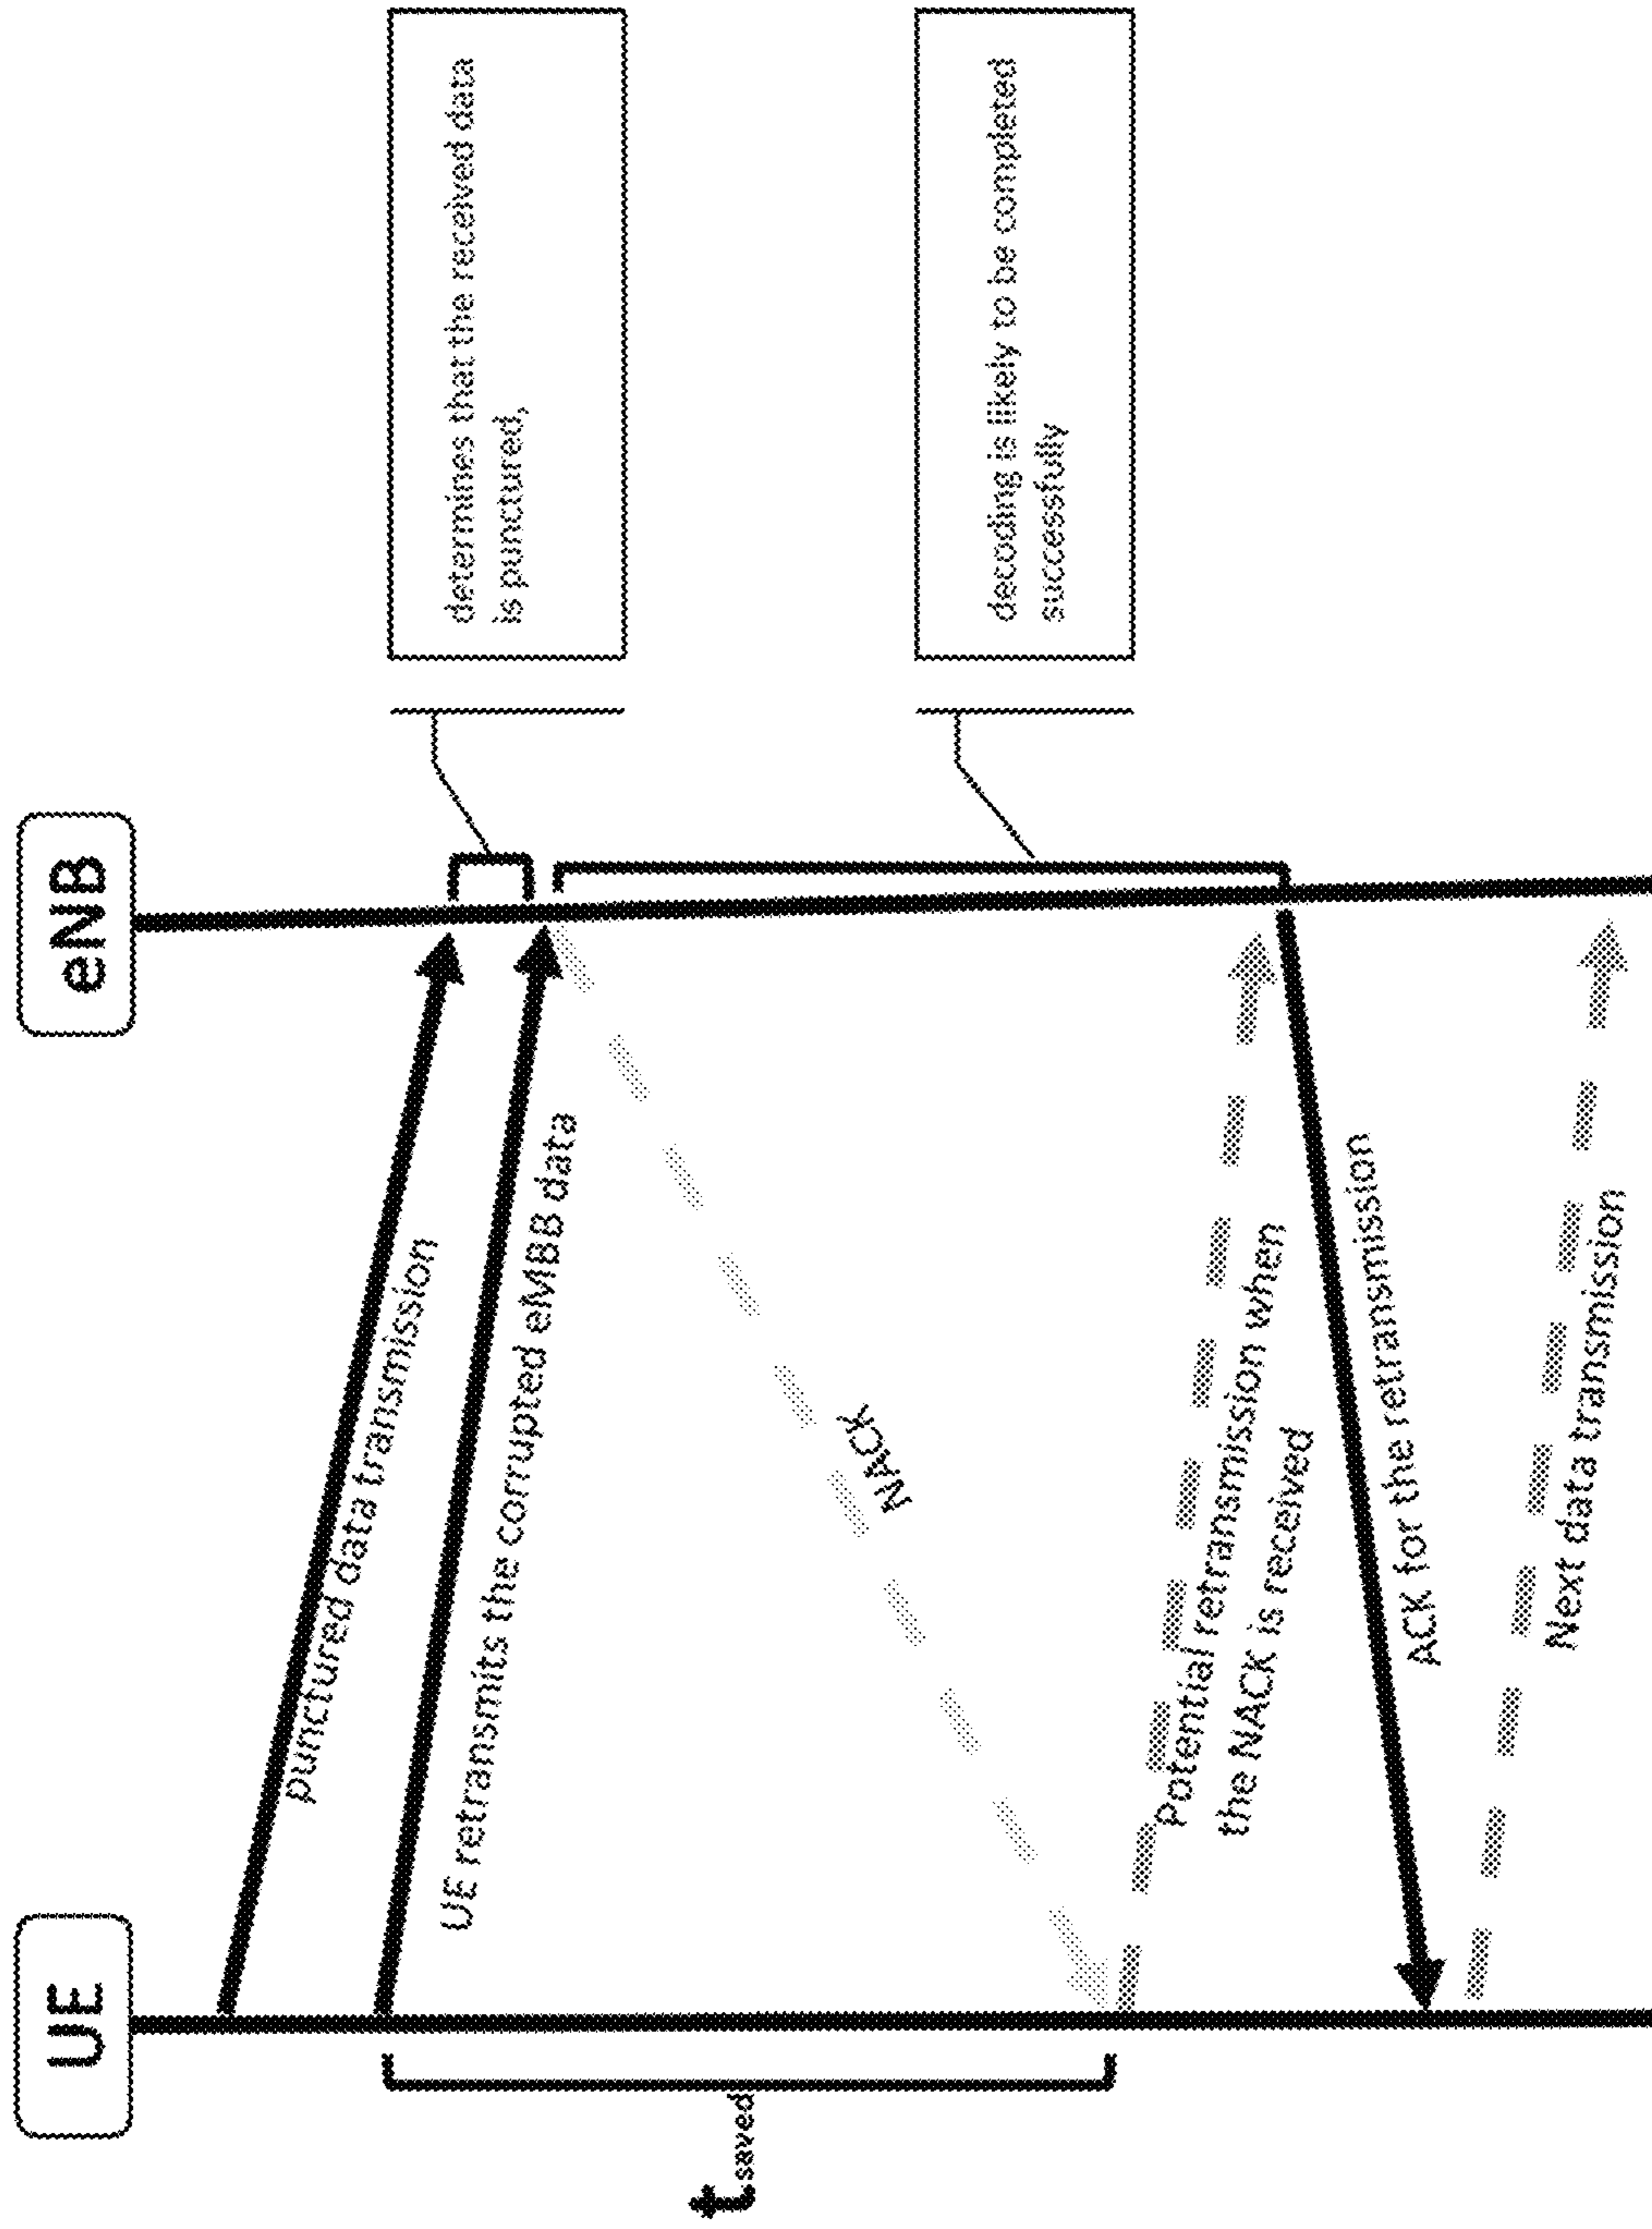 UE
eNB
puctured data transmission
determines that the received data
is punctured,
UE retransmits the corrupted eMBB data
t saved
NACK
decoding is likely to be completed
successfully
Potential retransmission when
the NACK is received
ACK for the retransmission
Next data transmission